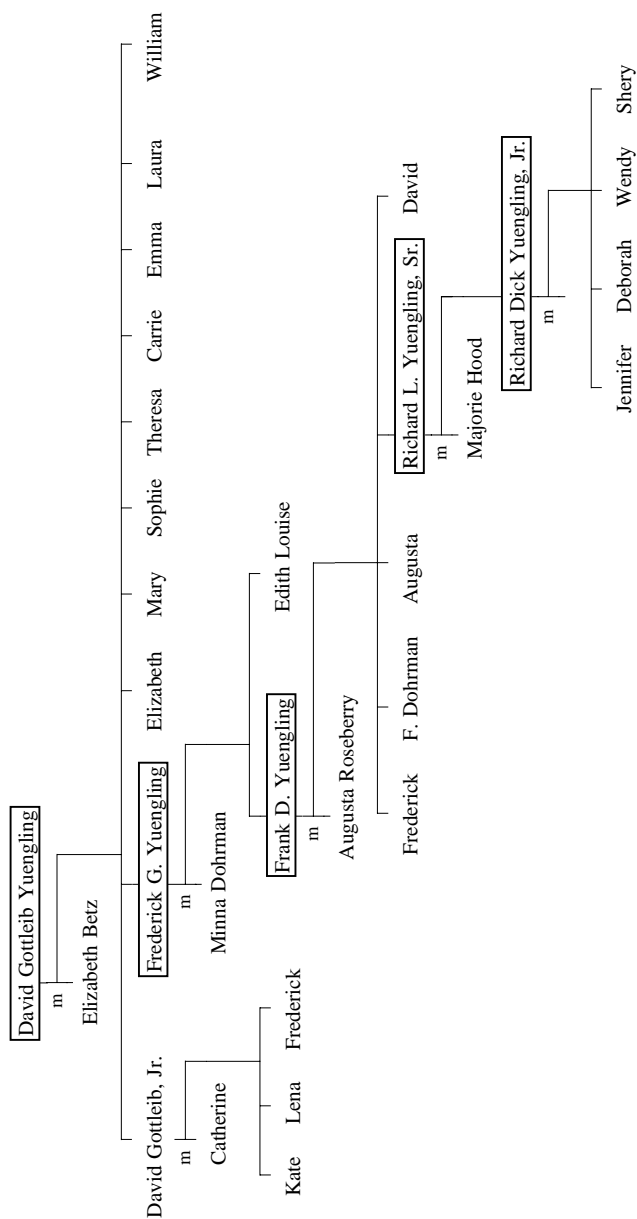 David Gottleib Yuengling
m
Elizabeth Betz
David Gottleib, Jr.
Frederick G. Yuengling
Elizabeth
Mary
Sophie
Theresa
Carrie
Emma
Laura
William
m
Catherine
m
Minna Dohrman
Kate
Lena
Frederick
Frank D. Yuengling
Edith Louise
m
Augusta Roseberry
Frederick
F. Dohrman
Augusta
Richard L. Yuengling, Sr.
David
m
Majorie Hood
Richard Dick Yuengling, Jr.
m
Jennifer
Deborah
Wendy
Shery